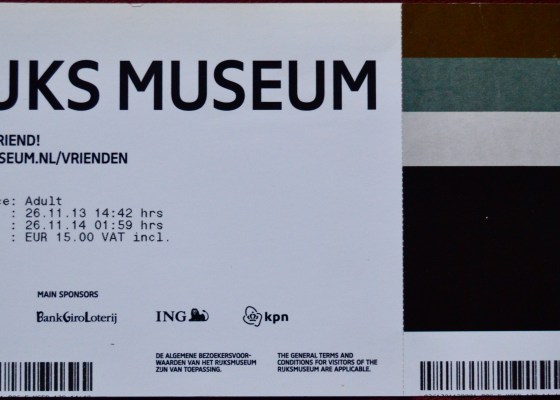 IJKS MUSEUM
RIEND!
SEUM.NL/VRIENDEN
ce: Adult
: 26.11.13 14:42 hrs
: 26.11.14 01:59 hrs
: EUR 15.00 VAT incl.
MAIN SPONSORS
BankGiroLoterij ING kpn
DE ALGEMENE BEZOEKERSVOOR-
WAARDEN VAN HET RIJKSMUSEUM
ZIJN VAN TOEPASSING.
THE GENERAL TERMS AND
CONDITIONS FOR VISITORS OF THE
RIJKSMUSEUM ARE APPLICABLE.